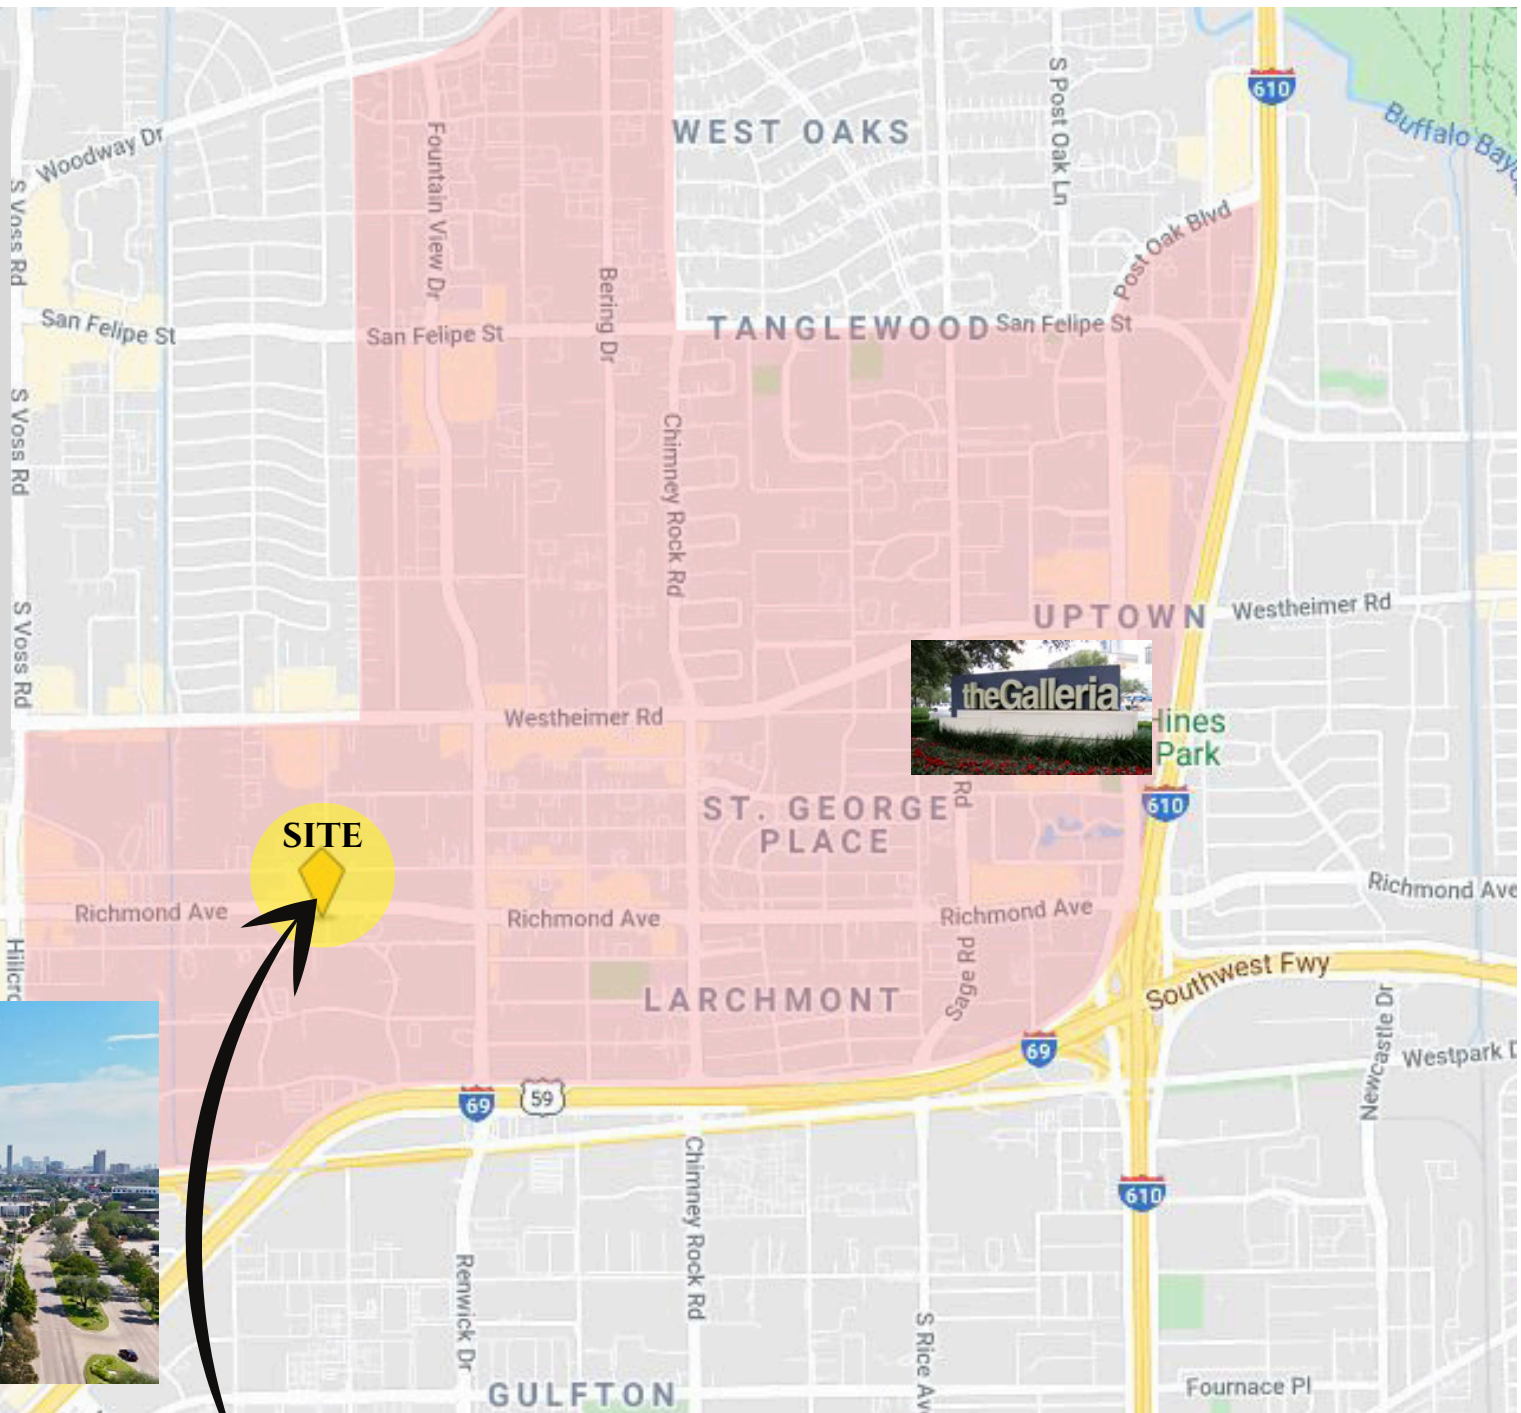 610
WEST OAKS
S Post Oak Ln
Buffalo
Woodway Dr
Fountain View Dr
S Voss Rd
Post Oak Blvd
Bering Dr
San Felipe St
San Felipe St
TANGLEWOOD
San Felipe St
S Voss Rd
Chimney Rock Rd
UPTOWN
Westheimer Rd
S Voss Rd
theGalleria
Westheimer Rd
Park
Rd
610
ST. GEORGE
PLACE
SITE
Richmond Ave
Richmond Ave
Richmond Ave
Richmond Ave
Sage Rd
Southwest Fwy
LARCHMONT
69
Newcastle Dr
Westpark
69
59
Chimney Rock Rd
610
Renwick Dr
S Rice
Fournace Pl
GULFTON